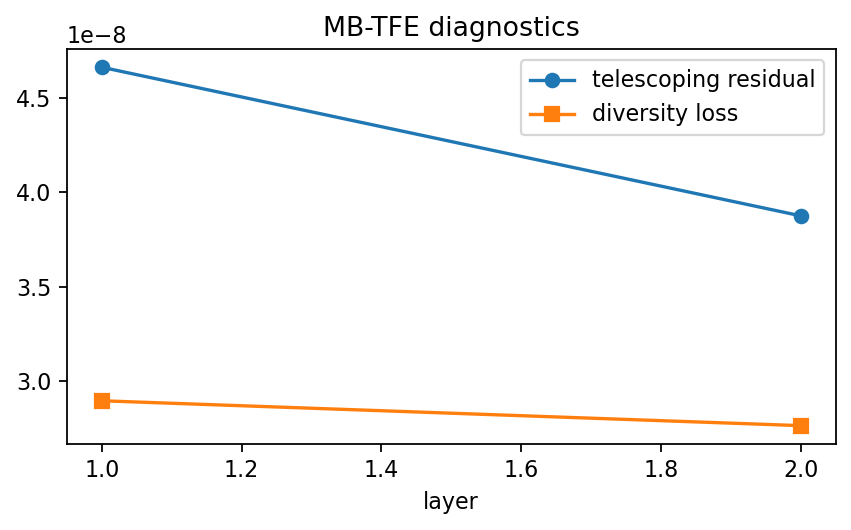 MB-TFE diagnostics
1e−8
telescoping residual
diversity loss
4.5
4.0
3.5
3.0
1.0 1.2 1.4 1.6 1.8 2.0
layer